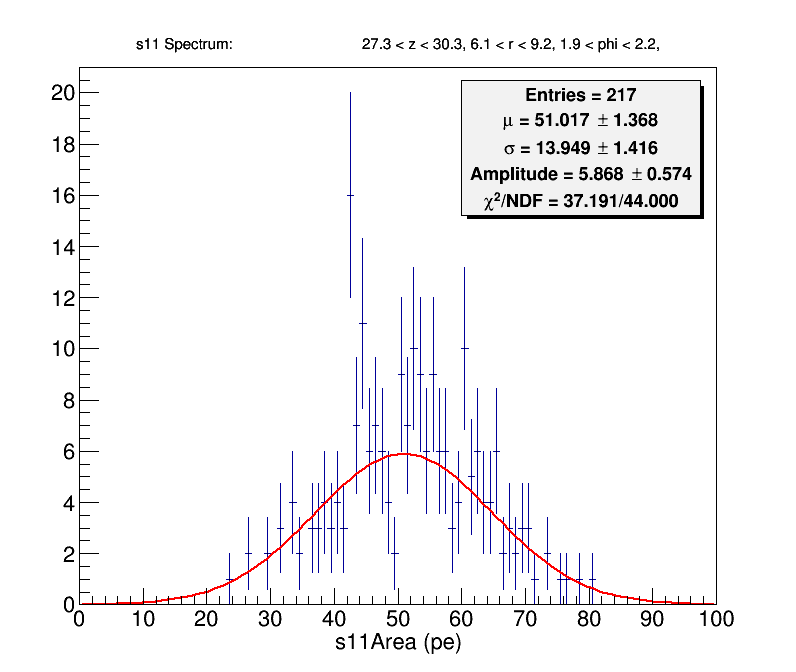 s11 Spectrum: 27.3 < z < 30.3, 6.1 < r < 9.2, 1.9 < phi < 2.2,
Entries = 217
μ = 51.017 ± 1.368
σ = 13.949 ± 1.416
Amplitude = 5.868 ± 0.574
χ²/NDF = 37.191/44.000
20
18
16
14
12
10
8
6
4
2
0
0 10 20 30 40 50 60 70 80 90 100
s11Area (pe)